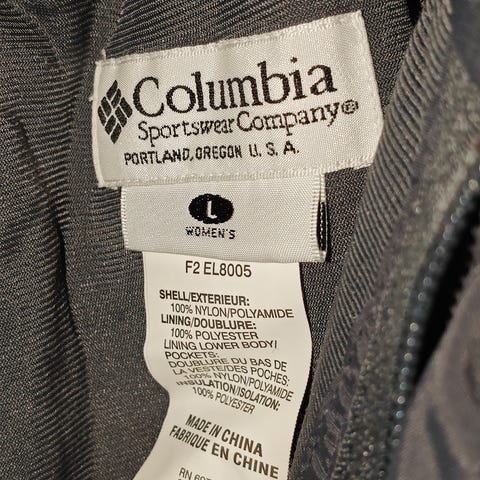 Columbia
Sportswear Company®
PORTLAND, OREGON U. S. A.
L
WOMEN'S
F2 EL8005
SHELL/EXTERIEUR:
100% NYLON/POLYAMIDE
LINING/DOUBLURE:
100% POLYESTER
LINING LOWER BODY/
POCKETS:
DOUBLURE DU BAS DE
LA VESTE/DES POCHES:
100% NYLON/POLYAMIDE
INSULATION/ISOLATION:
100% POLYESTER
MADE IN CHINA
FABRIQUE EN CHINE
RN